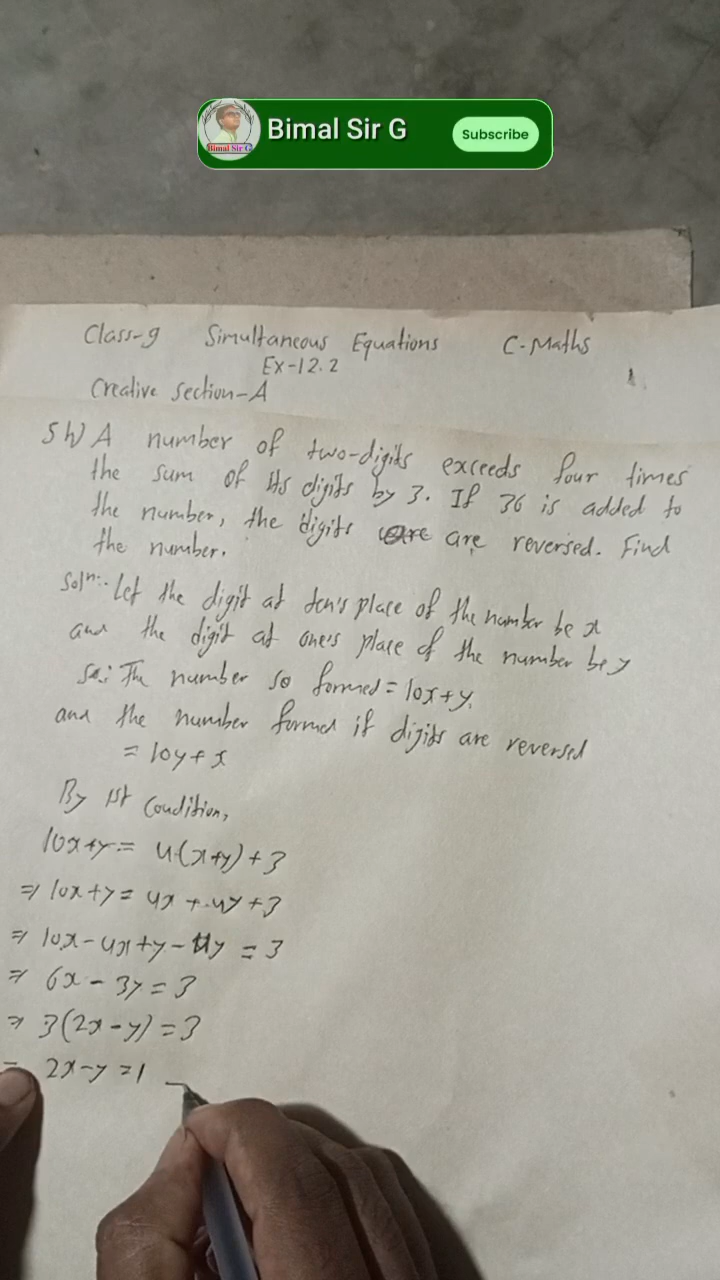 Bimal Sir G
Subscribe
Bimal Sir G
Class-9 Simultaneous Equations C-Maths
Ex-12.2
Creative Section-A
5 b) A number of two-digits exceeds four times
the sum of its digits by 3. If 36 is added to
the number, the digits are are reversed. Find
the number.
Solⁿ:- Let the digit at ten's place of the number be x
and the digit at one's place of the number be y
So: The number so formed = 10x+y,
and the number formed if digits are reversed
= 10y + x
By 1st Condition,
10x+y = 4(x+y) + 3
⇒ 10x+y = 4x + 4y + 3
⇒ 10x - 4x + y - 4y = 3
⇒ 6x - 3y = 3
⇒ 3(2x - y) = 3
2x - y = 1